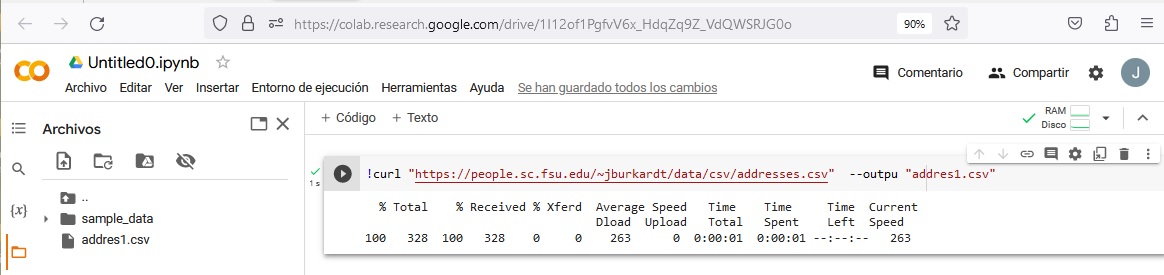 https://colab.research.google.com/drive/1I12of1PgfvV6x_HdqZq9Z_VdQWSRJG0o 90%
Untitled0.ipynb
Archivo Editar Ver Insertar Entorno de ejecución Herramientas Ayuda Se han guardado todos los cambios
Comentario Compartir J
Archivos
+ Código + Texto
RAM
Disco
{x}
..
sample_data
addres1.csv
1 s
!curl "https://people.sc.fsu.edu/~jburkardt/data/csv/addresses.csv" --outpu "addres1.csv"
% Total % Received % Xferd Average Speed Time Time Time Current
Dload Upload Total Spent Left Speed
100 328 100 328 0 0 263 0 0:00:01 0:00:01 --:--:-- 263